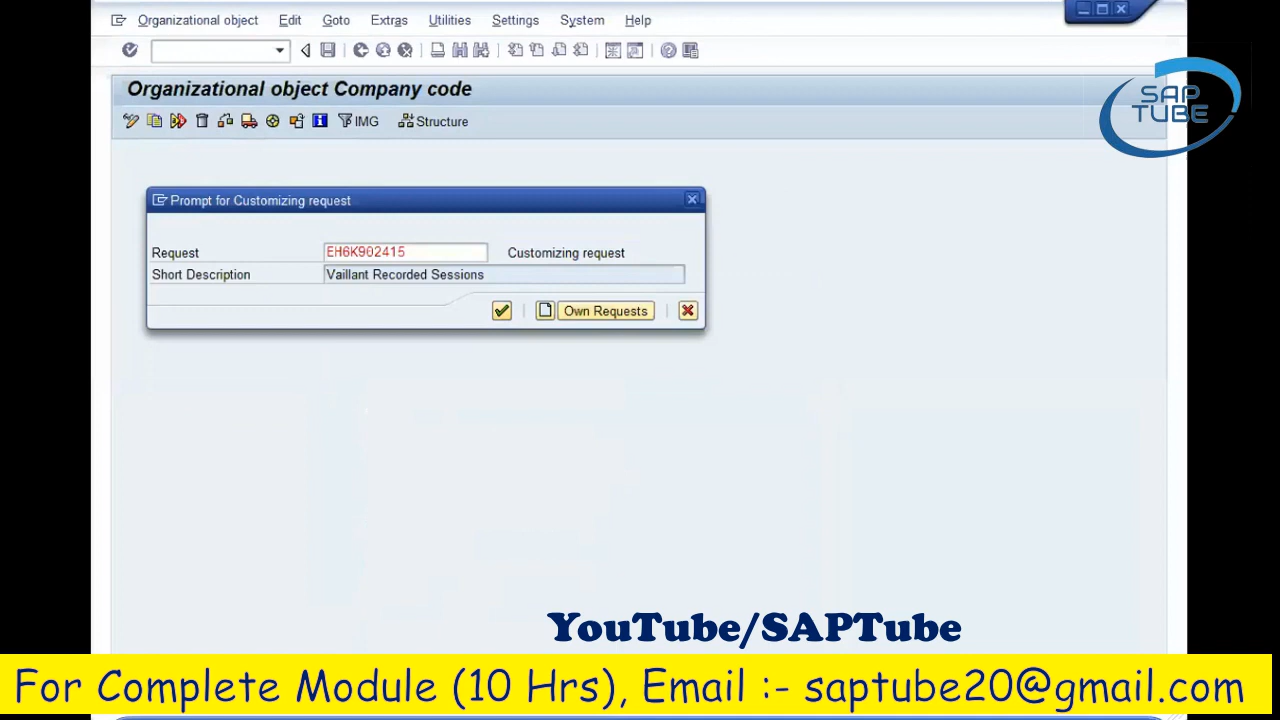 Organizational object Edit Goto Extras Utilities Settings System Help
Organizational object Company code
IMG Structure
SAP
TUBE
Prompt for Customizing request
Request EH6K902415 Customizing request
Short Description Vaillant Recorded Sessions
Own Requests
YouTube/SAPTube
For Complete Module (10 Hrs), Email :- saptube20@gmail.com